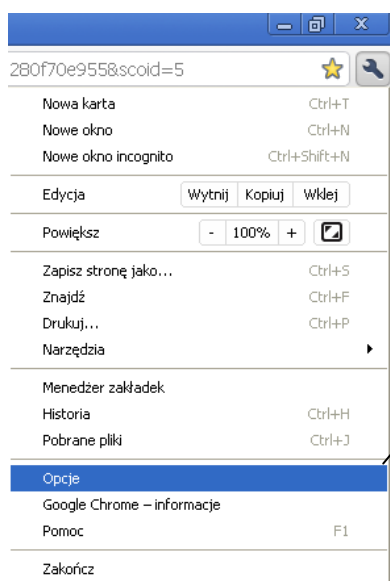 280f70e955&scoid=5
Nowa karta Ctrl+T
Nowe okno Ctrl+N
Nowe okno incognito Ctrl+Shift+N
Edycja Wytnij Kopiuj Wklej
Powiększ - 100% +
Zapisz stronę jako... Ctrl+S
Znajdź Ctrl+F
Drukuj... Ctrl+P
Narzędzia
Menedżer zakładek
Historia Ctrl+H
Pobrane pliki Ctrl+J
Opcje
Google Chrome – informacje
Pomoc F1
Zakończ